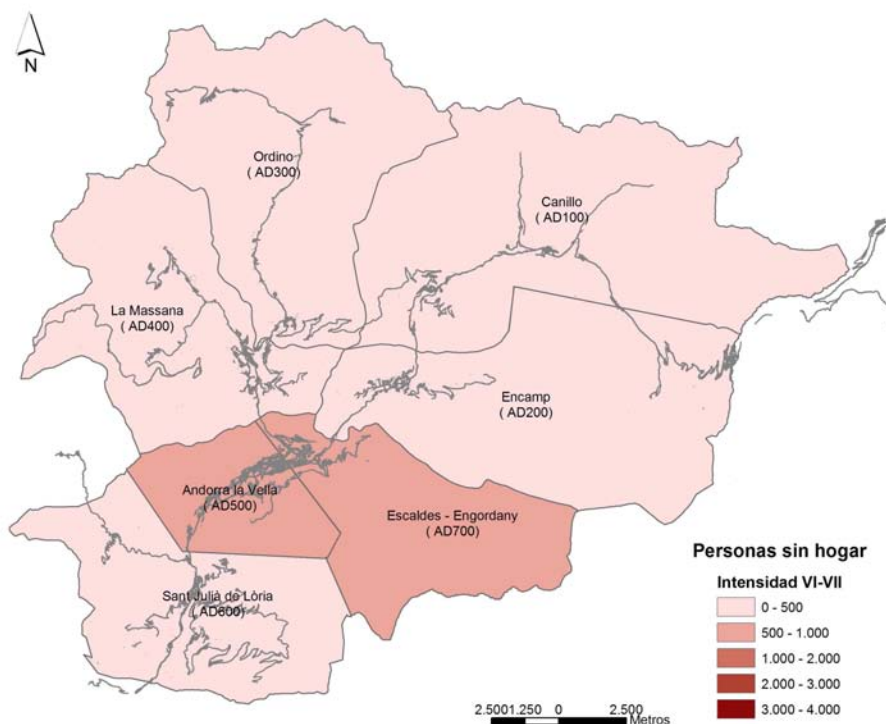 N
Ordino
( AD300)
Canillo
( AD100)
La Massana
( AD400)
Encamp
( AD200)
Andorra la Vella
( AD500)
Escaldes - Engordany
( AD700)
Sant Julià de Lòria
( AD600)
Personas sin hogar
Intensidad VI-VII
0 - 500
500 - 1.000
1.000 - 2.000
2.000 - 3.000
3.000 - 4.000
2.5001.250 0 2.500
Metros